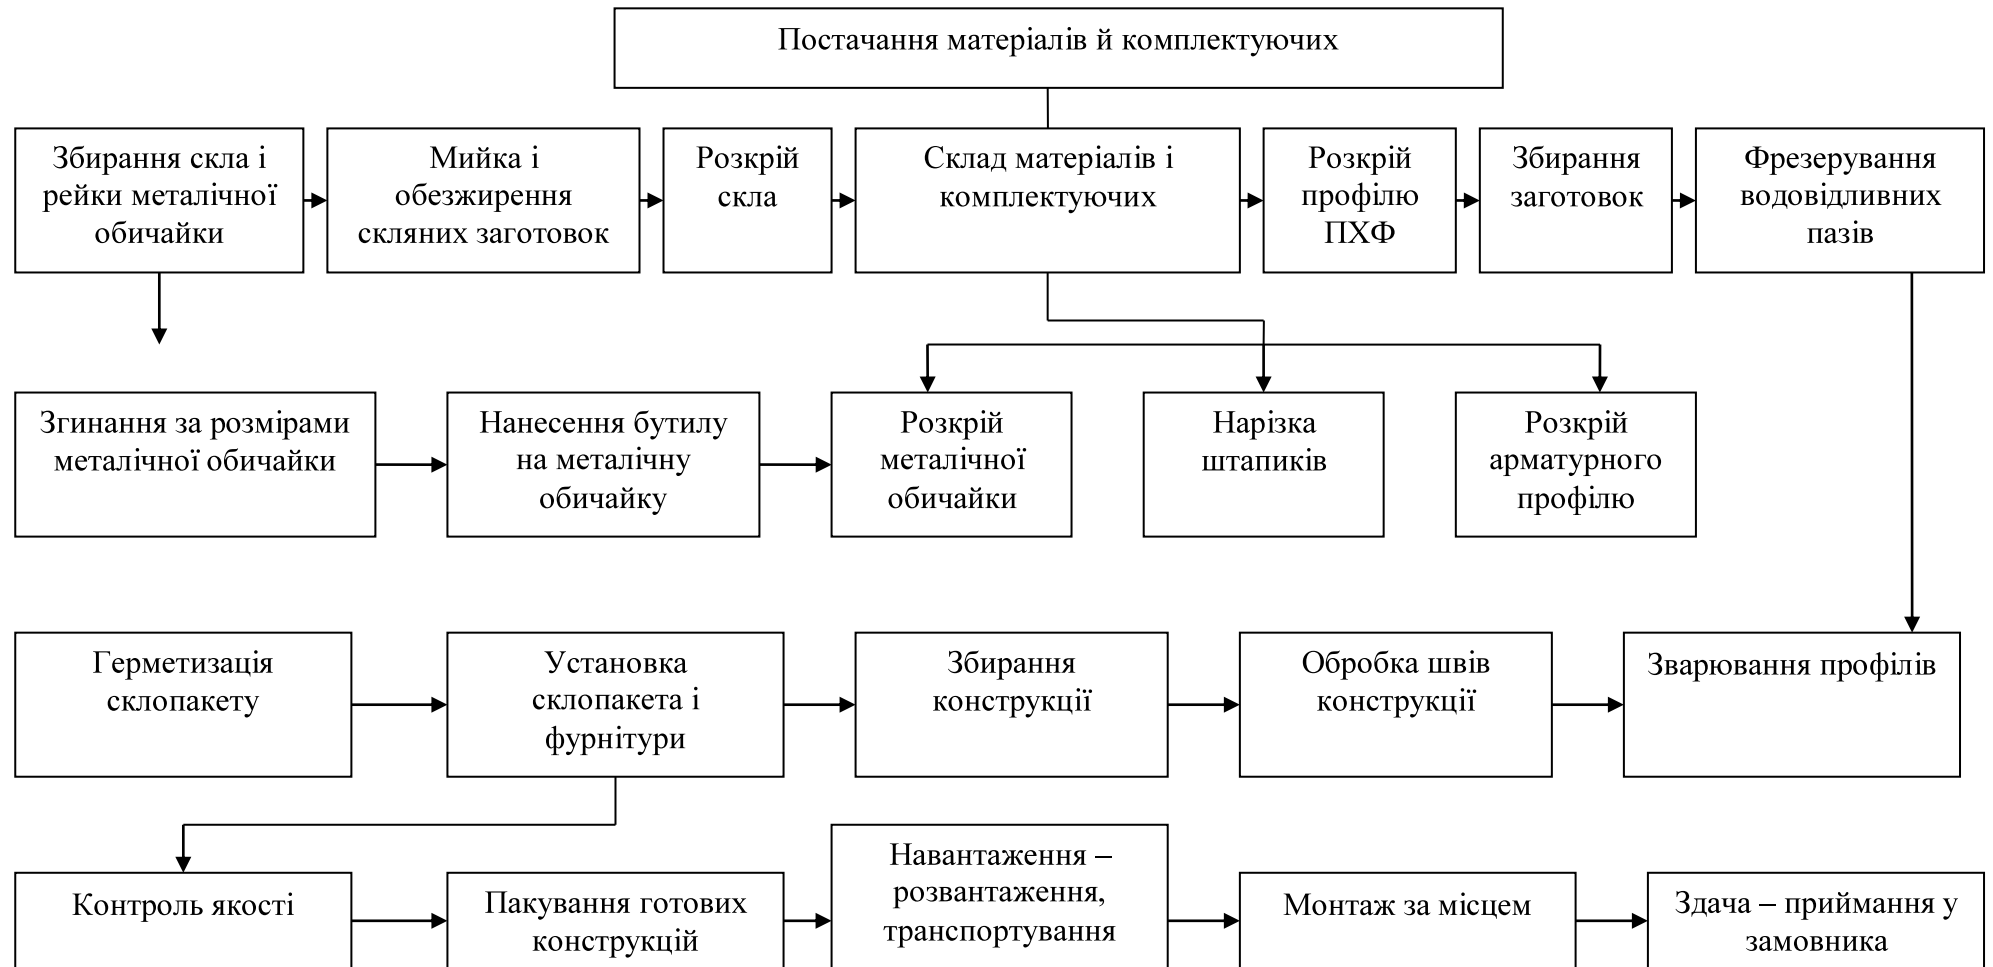 Постачання матеріалів й комплектуючих
Збирання скла і
рейки металічної
обичайки
Мийка і
обезжирення
скляних заготовок
Розкрій
скла
Склад матеріалів і
комплектуючих
Розкрій
профілю
ПХФ
Збирання
заготовок
Фрезерування
водовідливних
пазів
Згинання за розмірами
металічної обичайки
Нанесення бутилу
на металічну
обичайку
Розкрій
металічної
обичайки
Нарізка
штапиків
Розкрій
арматурного
профілю
Герметизація
склопакету
Установка
склопакета і
фурнітури
Збирання
конструкції
Обробка швів
конструкції
Зварювання профілів
Контроль якості
Пакування готових
конструкцій
Навантаження –
розвантаження,
транспортування
Монтаж за місцем
Здача – приймання у
замовника